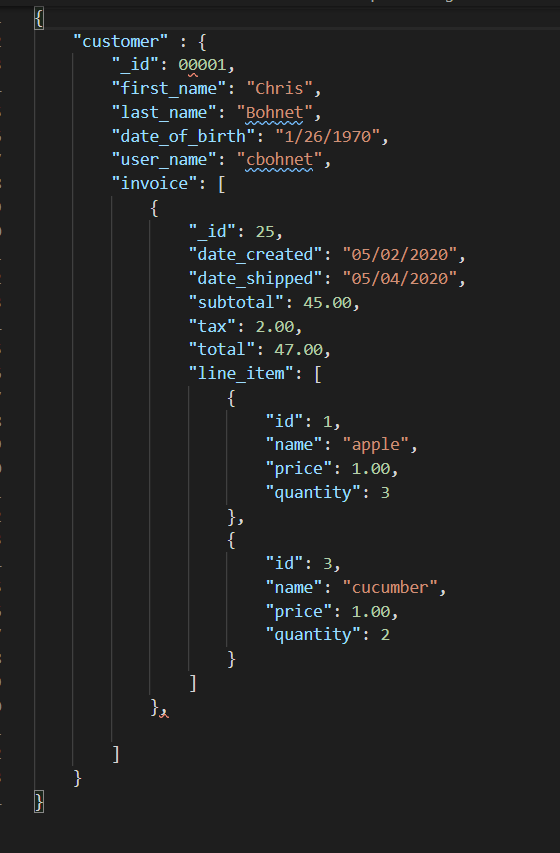 {
    "customer" : {
        "_id": 00001,
        "first_name": "Chris",
        "last_name": "Bohnet",
        "date_of_birth": "1/26/1970",
        "user_name": "cbohnet",
        "invoice": [
            {
                "_id": 25,
                "date_created": "05/02/2020",
                "date_shipped": "05/04/2020",
                "subtotal": 45.00,
                "tax": 2.00,
                "total": 47.00,
                "line_item": [
                    {
                        "id": 1,
                        "name": "apple",
                        "price": 1.00,
                        "quantity": 3
                    },
                    {
                        "id": 3,
                        "name": "cucumber",
                        "price": 1.00,
                        "quantity": 2
                    }
                ]
            },
        ]
    }
}